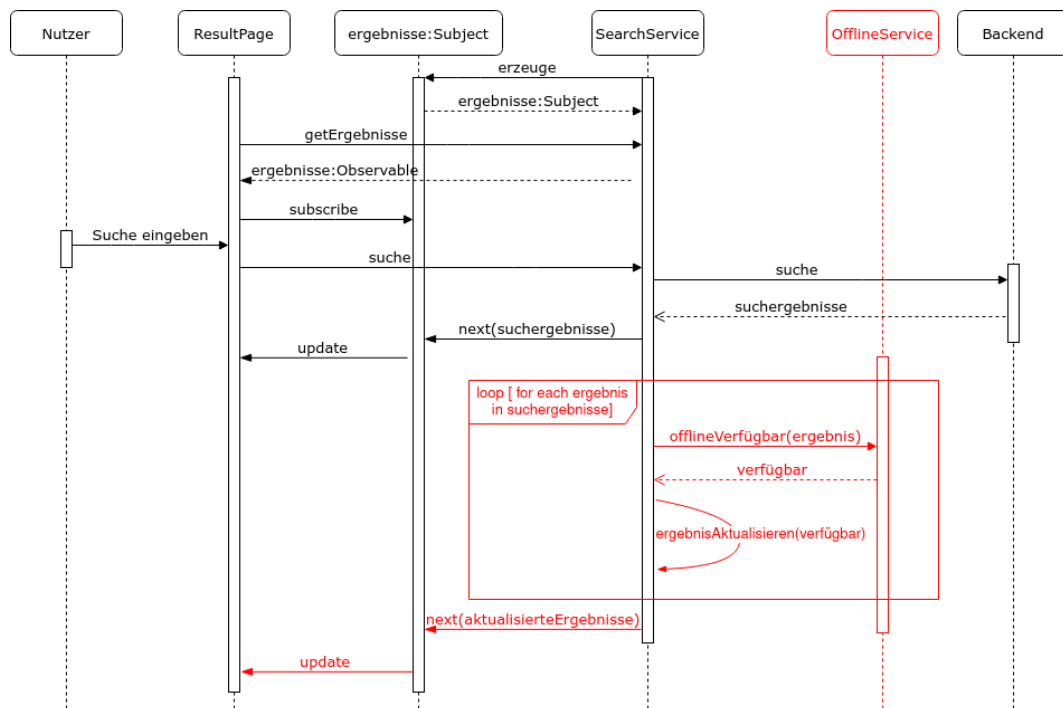 Nutzer
ResultPage
ergebnisse:Subject
SearchService
OfflineService
Backend
erzeuge
ergebnisse:Subject
getErgebnisse
ergebnisse:Observable
subscribe
Suche eingeben
suche
suche
suchergebnisse
next(suchergebnisse)
update
loop [ for each ergebnis
in suchergebnisse]
offlineVerfügbar(ergebnis)
verfügbar
ergebnisAktualisieren(verfügbar)
next(aktualisierteErgebnisse)
update